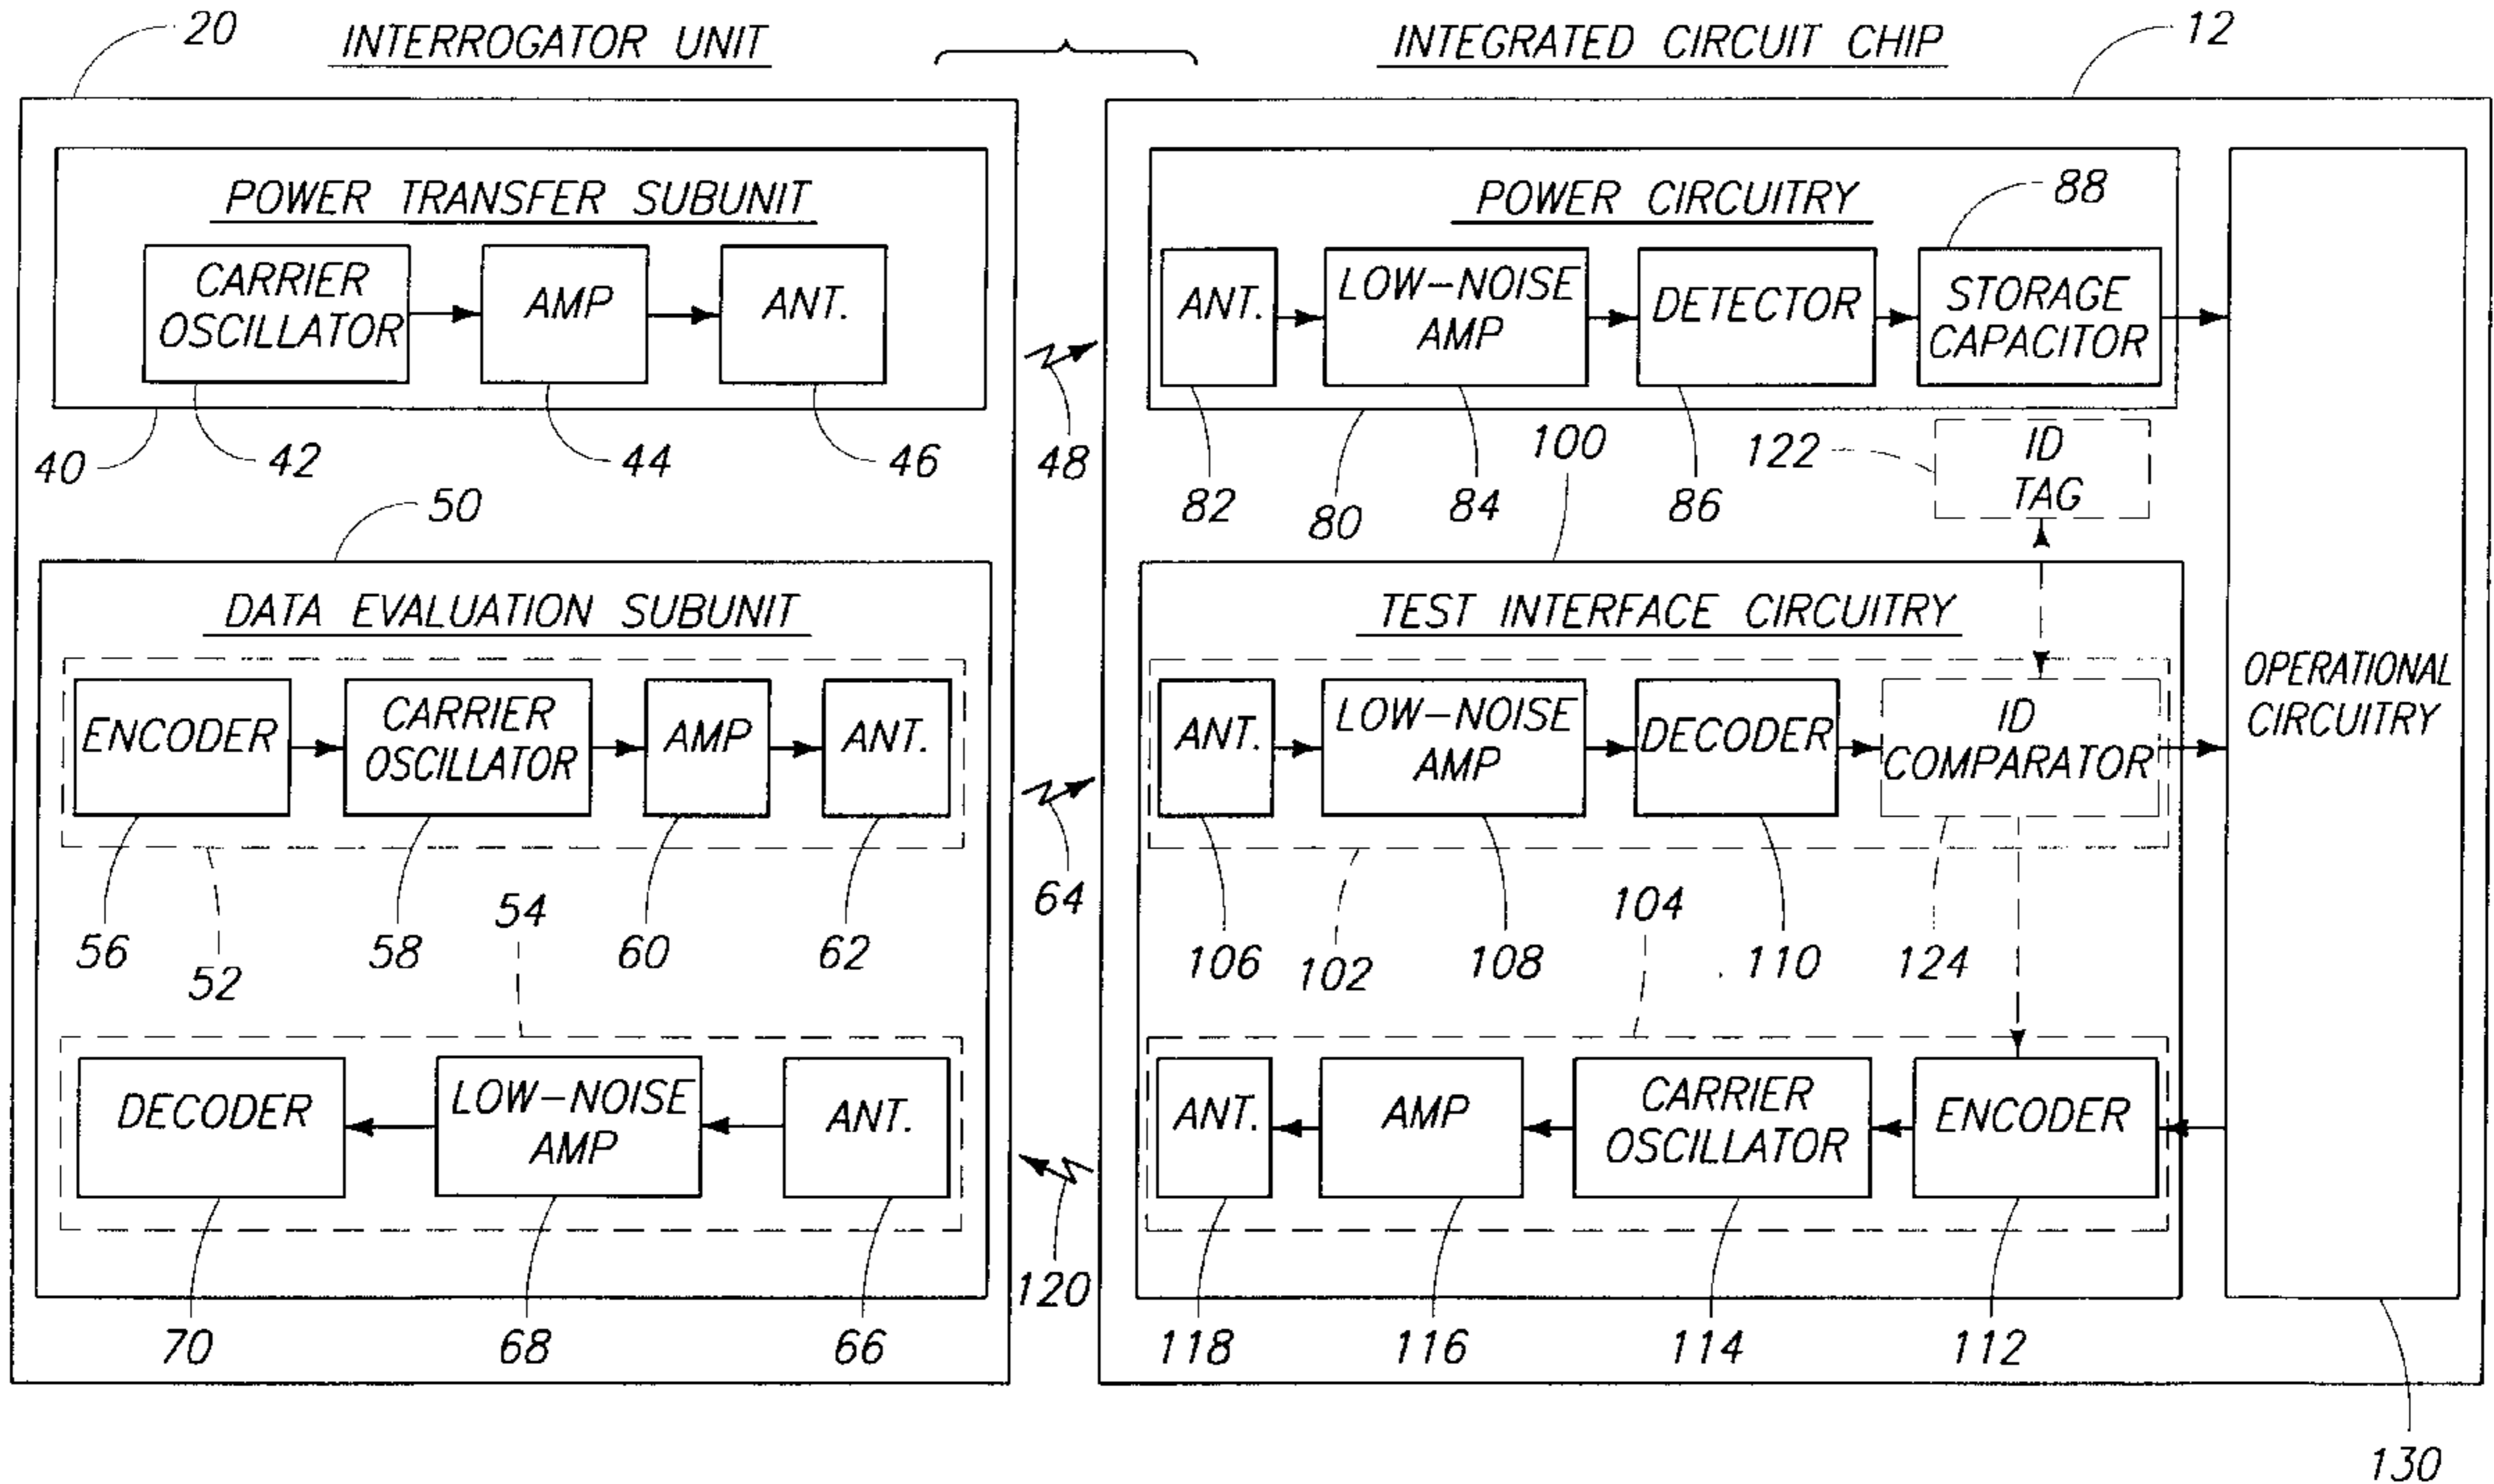 20
INTERROGATOR UNIT
INTEGRATED CIRCUIT CHIP
12
POWER TRANSFER SUBUNIT
CARRIER
OSCILLATOR
AMP
ANT.
40
42
44
46
48
POWER CIRCUITRY
88
ANT.
LOW-NOISE
AMP
DETECTOR
STORAGE
CAPACITOR
82
80
84
100
86
122
ID
TAG
50
DATA EVALUATION SUBUNIT
ENCODER
CARRIER
OSCILLATOR
AMP
ANT.
56
52
58
54
60
62
64
TEST INTERFACE CIRCUITRY
ANT.
LOW-NOISE
AMP
DECODER
ID
COMPARATOR
OPERATIONAL
CIRCUITRY
106
102
108
104
110
124
DECODER
LOW-NOISE
AMP
ANT.
70
68
66
120
ANT.
AMP
CARRIER
OSCILLATOR
ENCODER
118
116
114
112
130